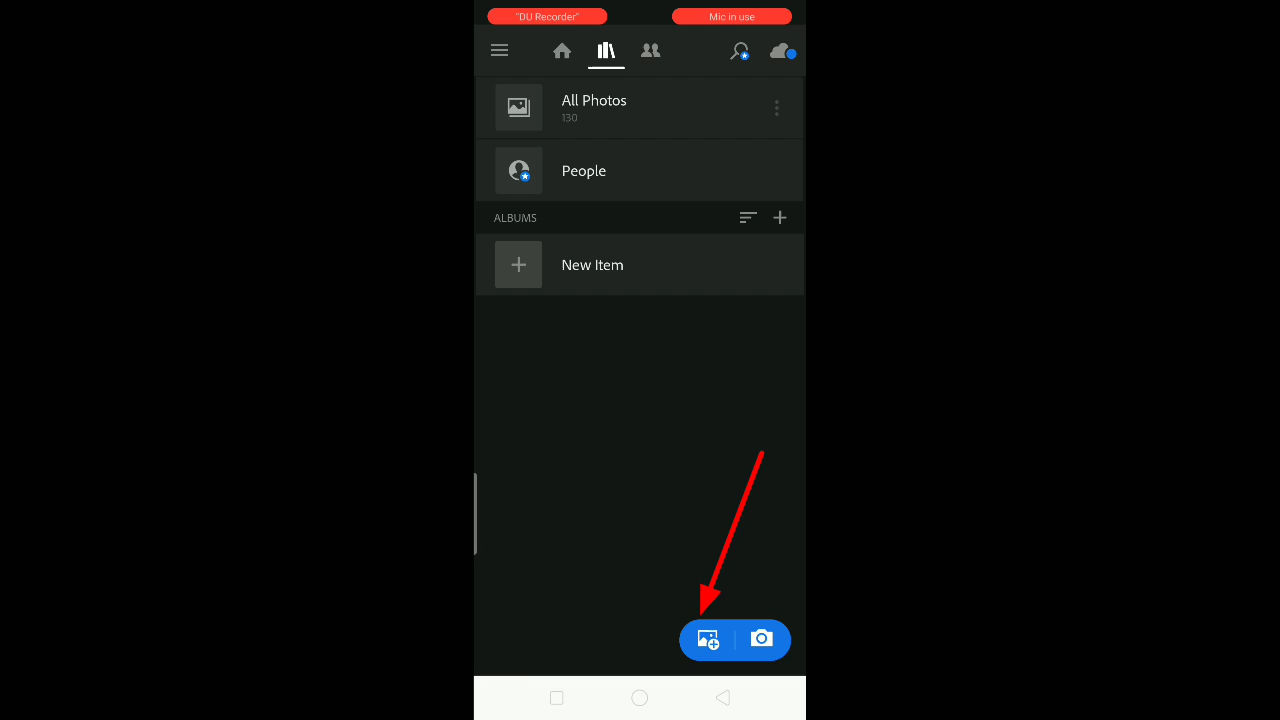 "DU Recorder"
Mic in use
All Photos
130
People
ALBUMS
New Item